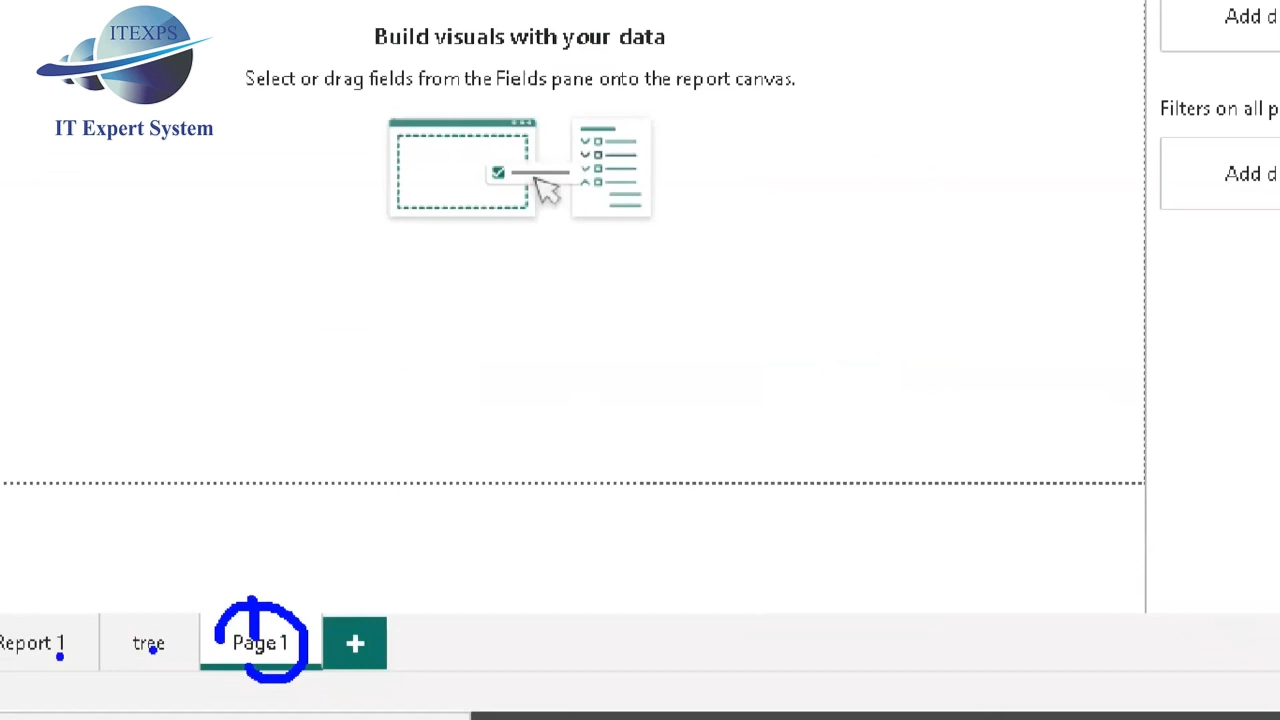 ITEXPS
IT Expert System
Build visuals with your data
Select or drag fields from the Fields pane onto the report canvas.
Add d
Filters on all p
Add d
Report 1
tree
Page 1
+